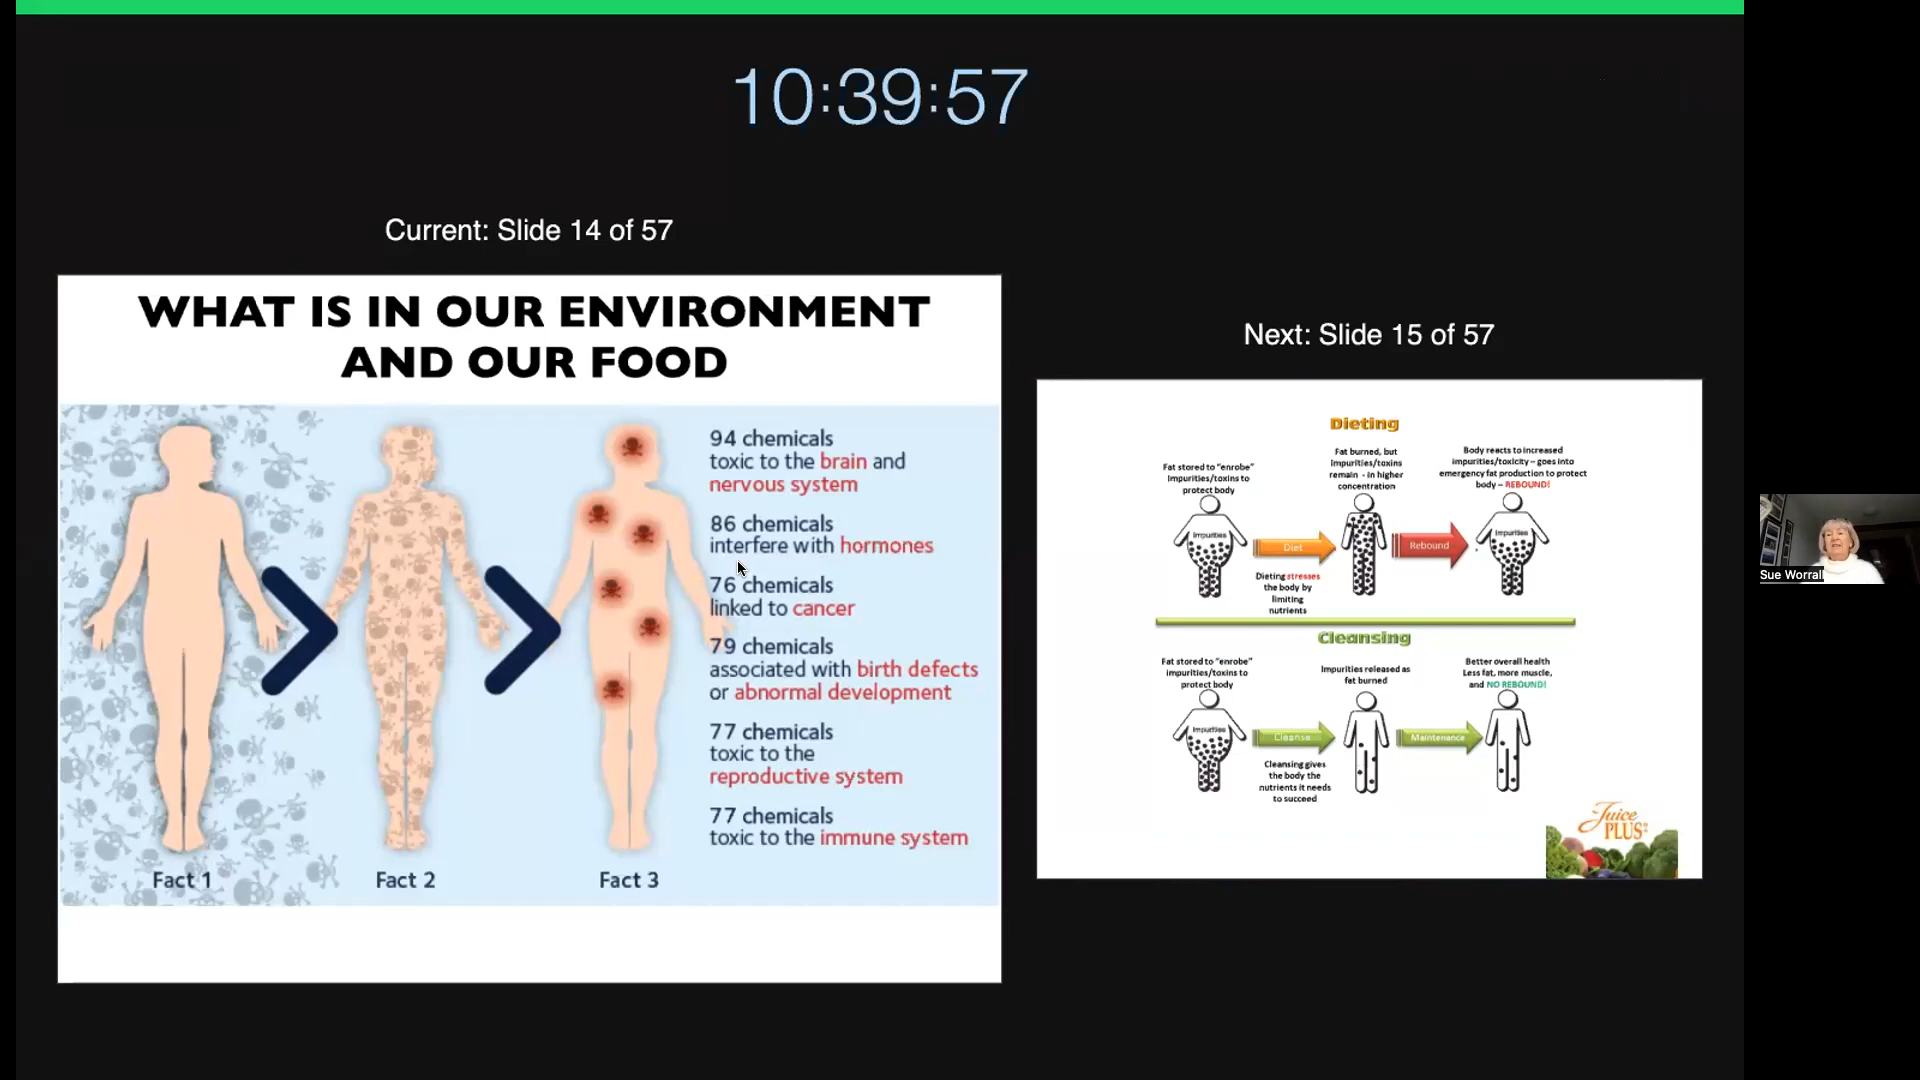 10:39:57
Current: Slide 14 of 57
WHAT IS IN OUR ENVIRONMENT
AND OUR FOOD
94 chemicals
toxic to the brain and
nervous system
86 chemicals
interfere with hormones
76 chemicals
linked to cancer
79 chemicals
associated with birth defects
or abnormal development
77 chemicals
toxic to the
reproductive system
77 chemicals
toxic to the immune system
Fact 1
Fact 2
Fact 3
Next: Slide 15 of 57
Dieting
Fat stored to "enrobe"
impurities/toxins to
protect body
Fat burned, but
impurities/toxins
remain - in higher
concentration
Body reacts to increased
impurities/toxicity – goes into
emergency fat production to protect
body – REBOUND!
Impurities
Diet
Rebound
Impurities
Dieting stresses
the body by
limiting
nutrients
Cleansing
Fat stored to "enrobe"
impurities/toxins to
protect body
Impurities released as
fat burned
Better overall health
Less fat, more muscle,
and NO REBOUND!
Impurities
Cleanse
Maintenance
Cleansing gives
the body the
nutrients it needs
to succeed
Juice
PLUS+
Sue Worrall